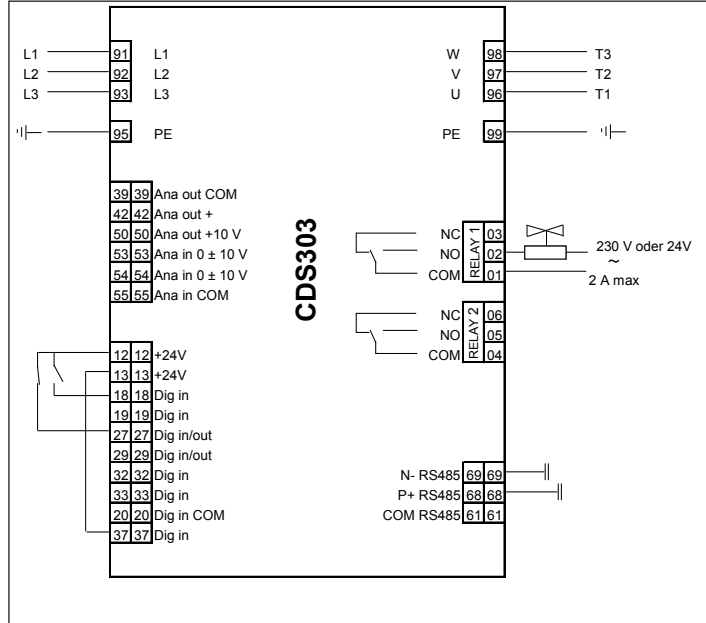 L1 91 L1 W 98 T3
L2 92 L2 V 97 T2
L3 93 L3 U 96 T1
95 PE PE 99
39 39 Ana out COM
42 42 Ana out +
50 50 Ana out +10 V
53 53 Ana in 0 ± 10 V
54 54 Ana in 0 ± 10 V
55 55 Ana in COM
CDS303
NC 03
NO 02 230 V oder 24V
~
COM 01 2 A max
RELAY 1
NC 06
NO 05
COM 04
RELAY 2
12 12 +24V
13 13 +24V
18 18 Dig in
19 19 Dig in
27 27 Dig in/out
29 29 Dig in/out
32 32 Dig in
33 33 Dig in
20 20 Dig in COM
37 37 Dig in
N- RS485 69 69
P+ RS485 68 68
COM RS485 61 61